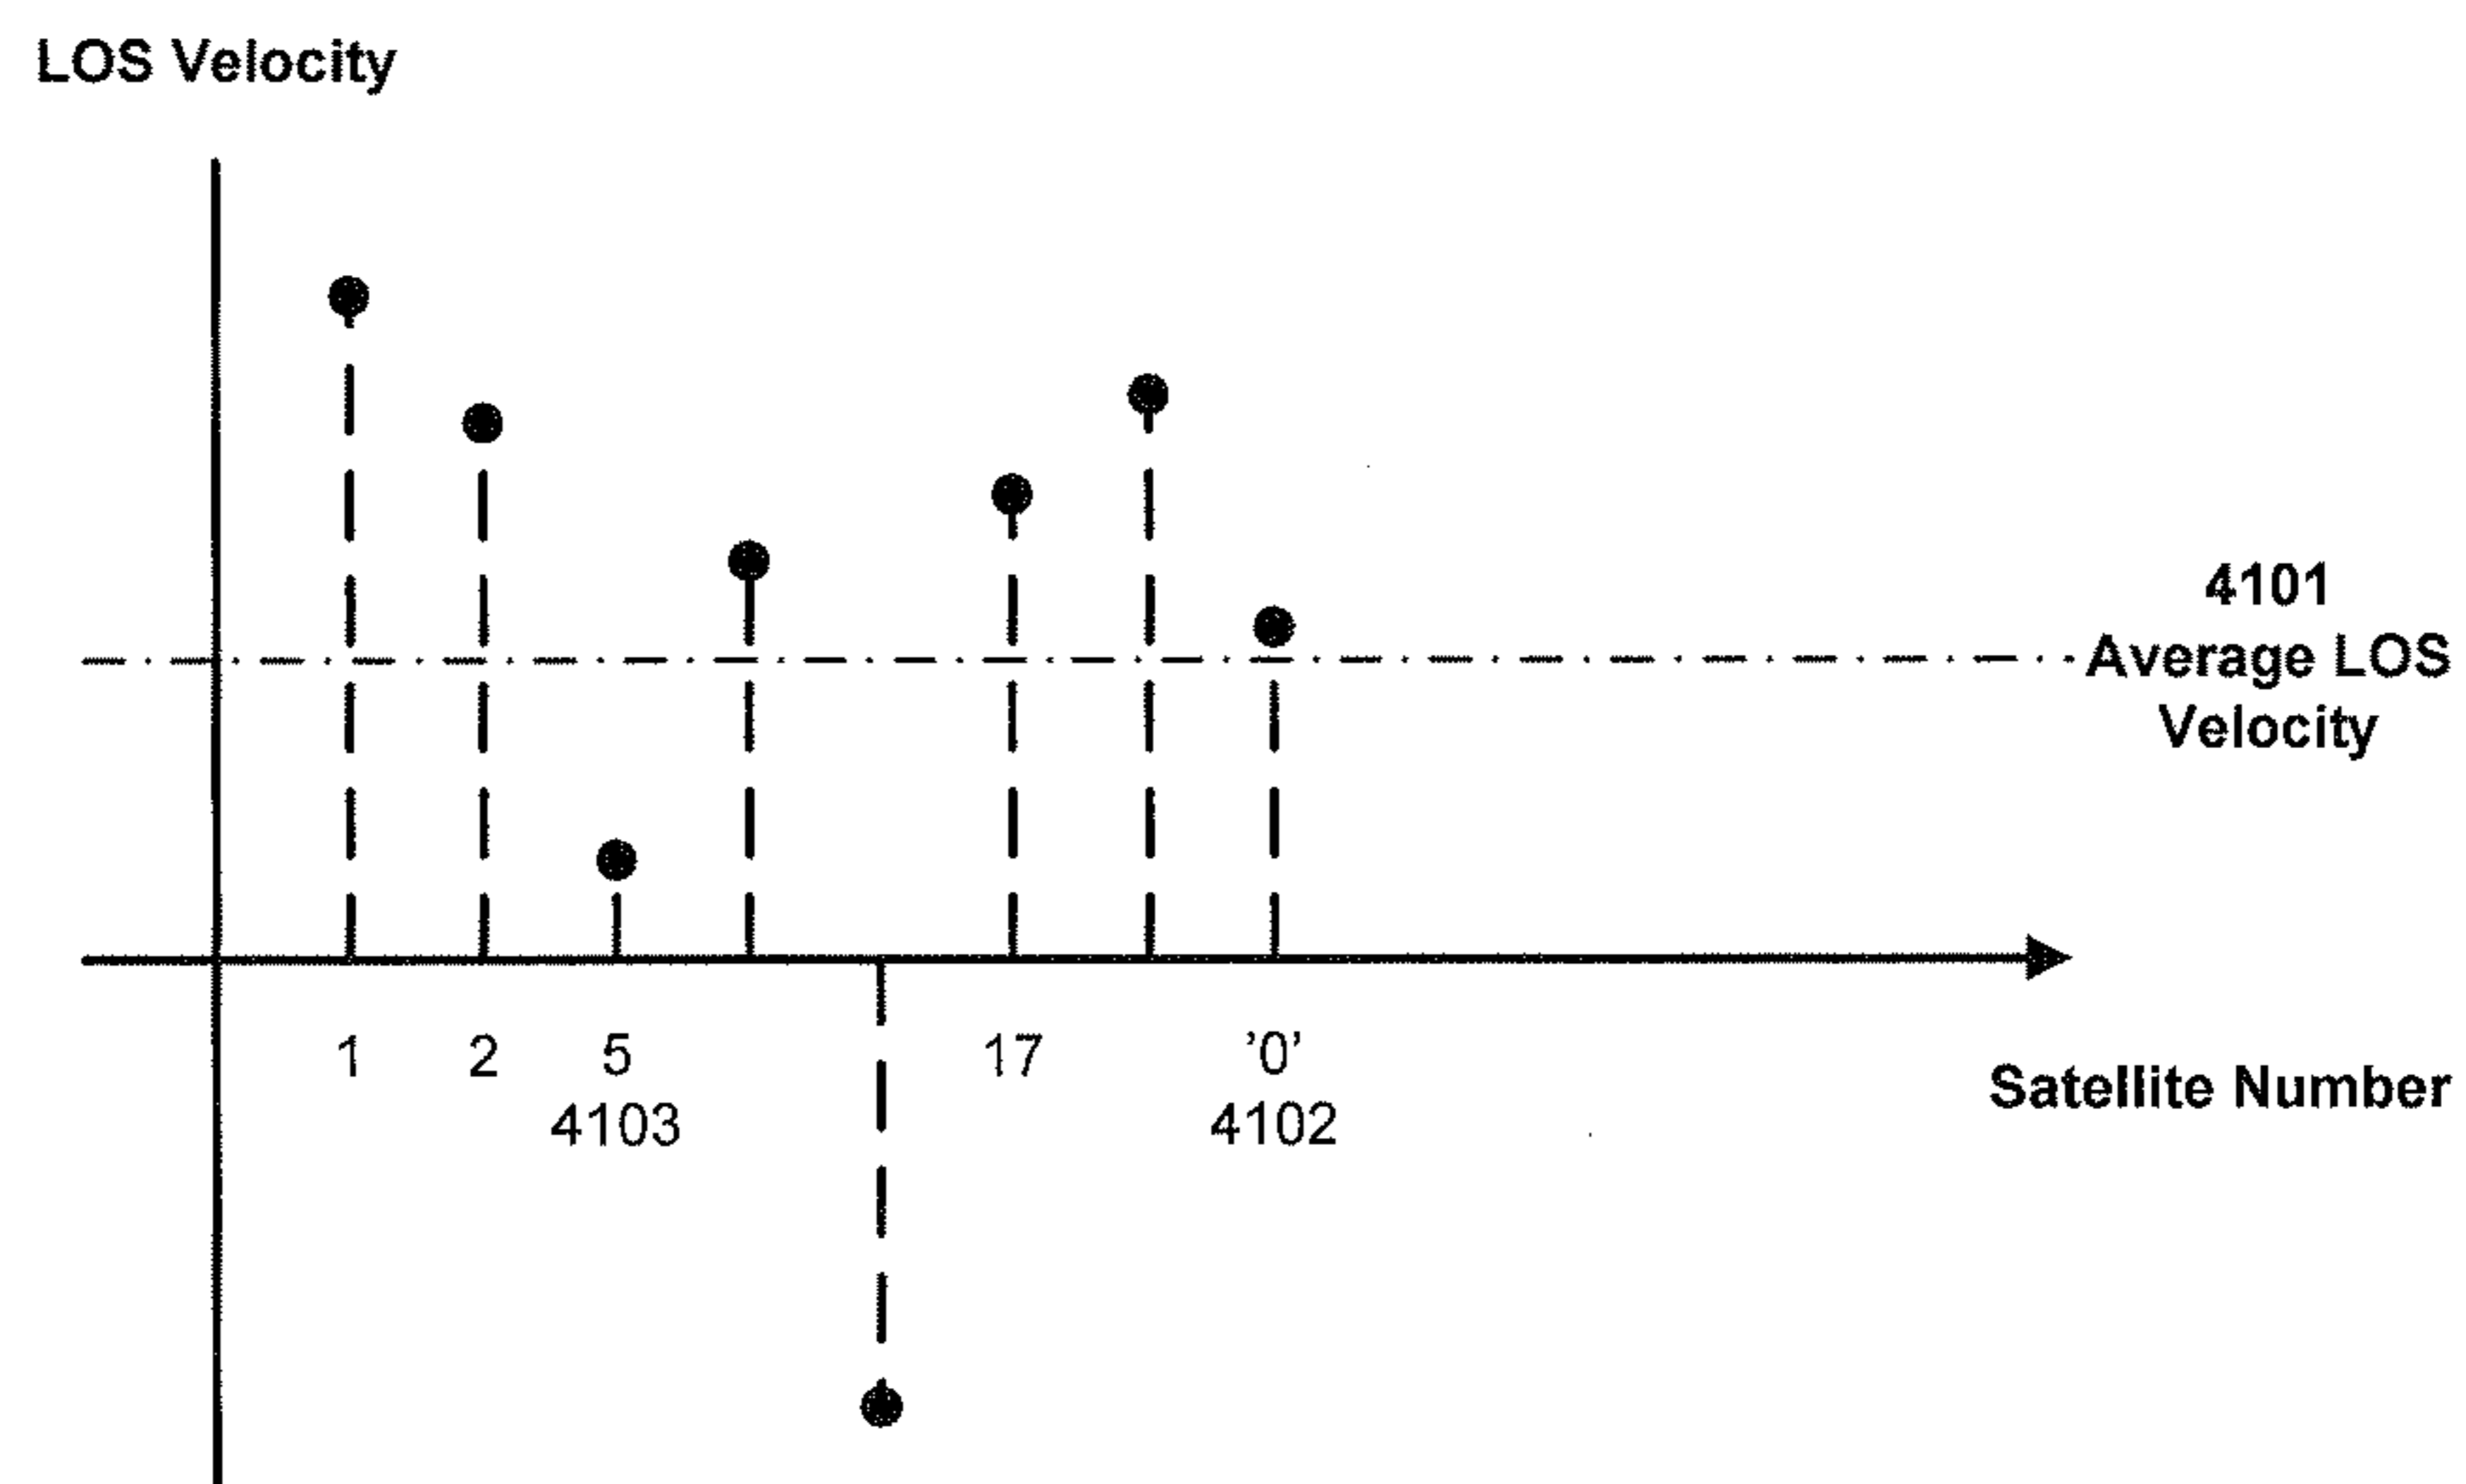 LOS Velocity
4101
Average LOS
Velocity
1 2 5 17 '0'
4103 4102
Satellite Number